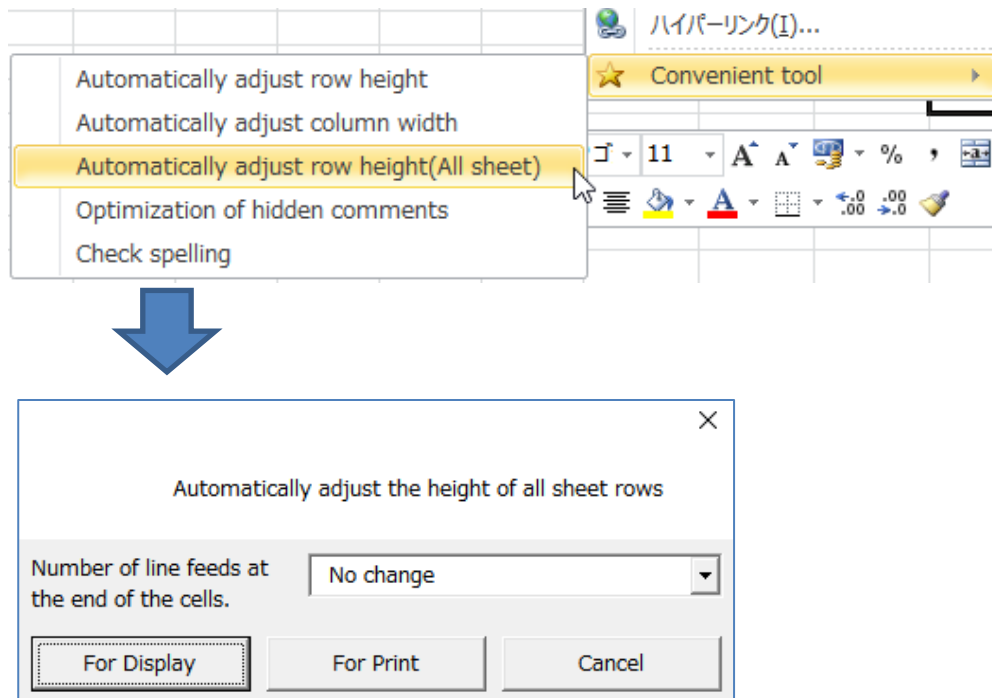 ハイパーリンク(I)...
Convenient tool
Automatically adjust row height
Automatically adjust column width
Automatically adjust row height(All sheet)
Optimization of hidden comments
Check spelling
ゴ 11 A A % ,
A .0 .00 .00 .0
Automatically adjust the height of all sheet rows
Number of line feeds at
the end of the cells.
No change
For Display For Print Cancel